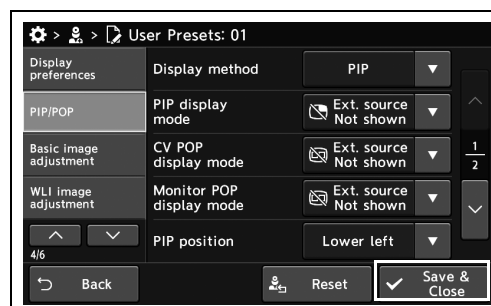 > > User Presets: 01
Display
preferences
PIP/POP
Basic image
adjustment
WLI image
adjustment
4/6
Display method
PIP
PIP display
mode
Ext. source
Not shown
CV POP
display mode
Ext. source
Not shown
Monitor POP
display mode
Ext. source
Not shown
PIP position
Lower left
1
2
Back
Reset
Save &
Close